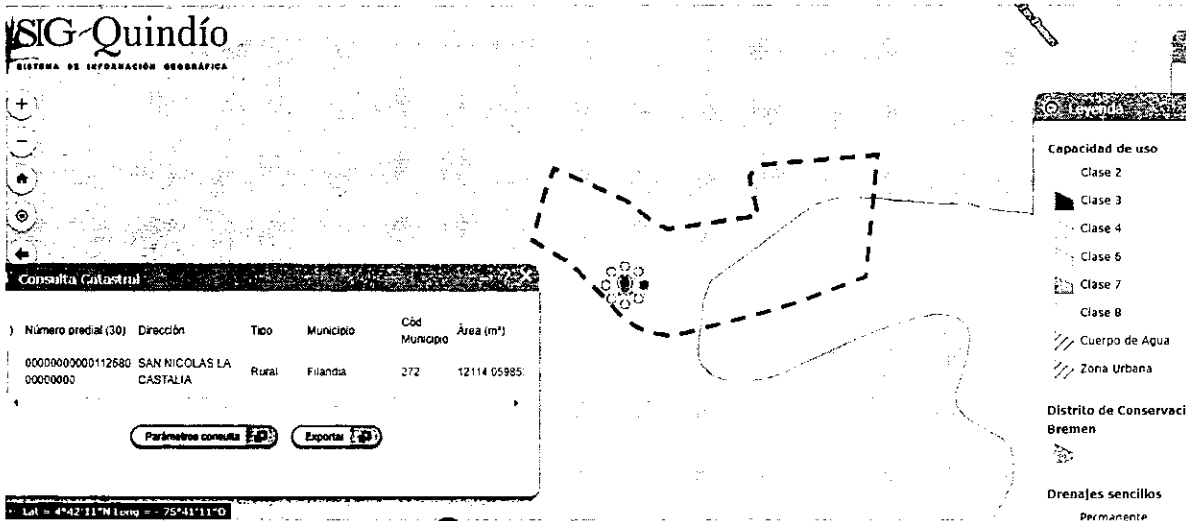 SIG-Quindío
SISTEMA DE INFORMACIÓN GEOGRÁFICA
Leyenda
Capacidad de uso
Clase 2
Clase 3
Clase 4
Clase 6
Clase 7
Clase 8
Cuerpo de Agua
Zona Urbana
Distrito de Conservaci
Bremen
Drenajes sencillos
Permanente
Consulta Catastral
Número predial (30) Dirección Tipo Municipio Cód Municipio Área (m²)
00000000000112680 SAN NICOLAS LA Rural Filandia 272 12114.05985
00000000 CASTALIA
Parámetros consulta Exportar
Lat = 4°42'11"N Long = - 75°41'11"O